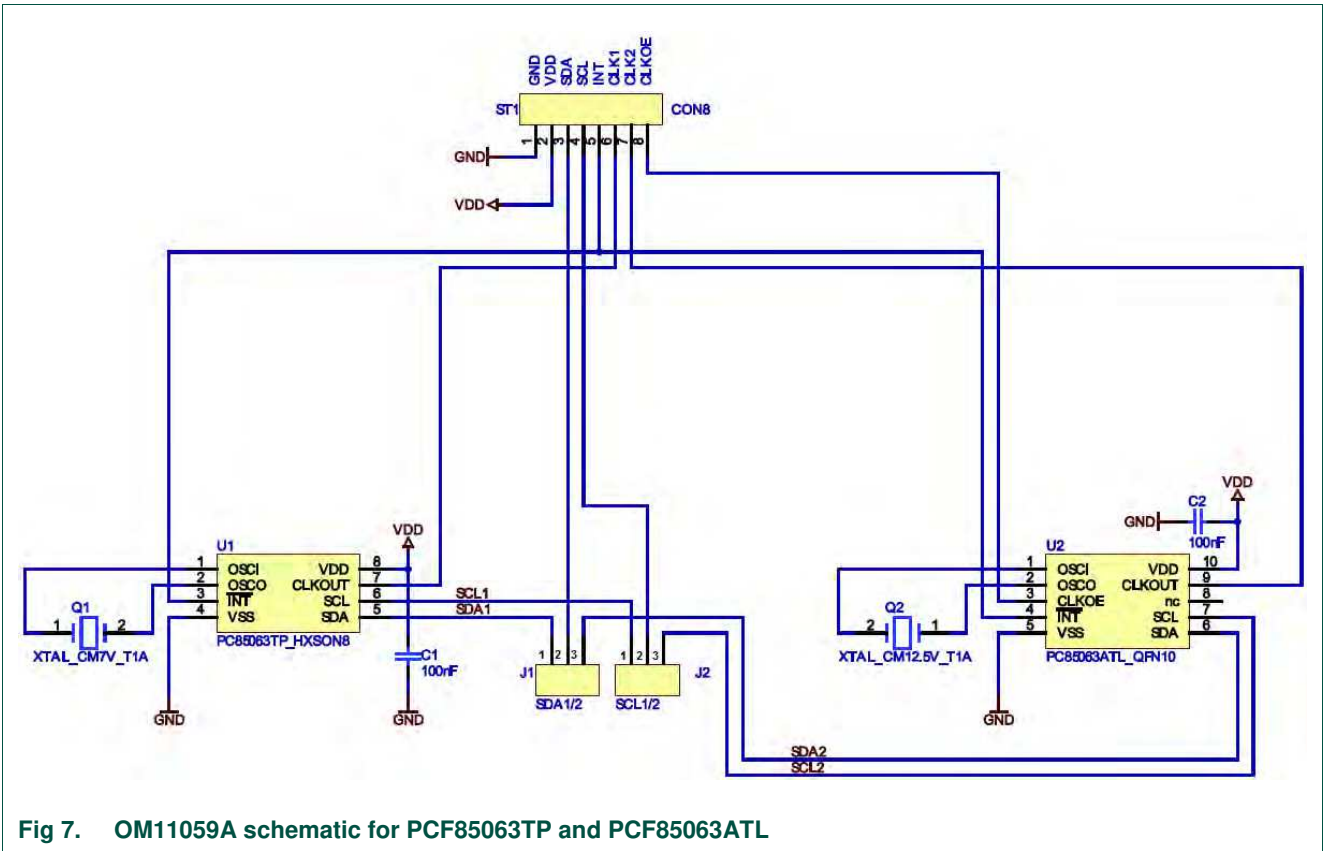 GND
VDD
SDA
SCL
INT
CLK1
CLK2
CLKOE
ST1
CON8
1
2
3
4
5
6
7
8
GND
VDD
VDD
U1
1 OSCI VDD 8
2 OSCO CLKOUT 7
3 INT SCL 6
4 VSS SDA 5
PC85063TP_HXSON8
Q1
1 2
XTAL_CM7V_T1A
GND
C1
100nF
GND
SCL1
SDA1
J1
1 2 3
SDA1/2
1 2 3
J2
SCL1/2
SDA2
SCL2
VDD
C2
GND
100nF
U2
1 OSCI VDD 10
2 OSCO CLKOUT 9
3 CLKOE nc 8
4 INT SCL 7
5 VSS SDA 6
PC85063ATL_QFN10
Q2
2 1
XTAL_CM12.5V_T1A
GND
Fig 7. OM11059A schematic for PCF85063TP and PCF85063ATL